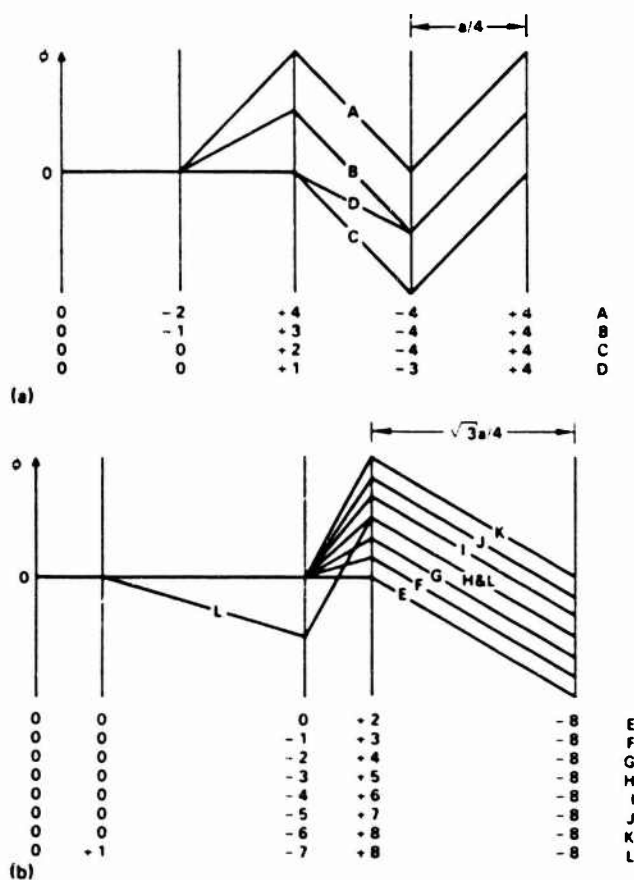 a/4
φ
A
0
B
D
C
0 -2 +4 -4 +4 A
0 -1 +3 -4 +4 B
0 0 +2 -4 +4 C
0 0 +1 -3 +4 D
(a)
√3a/4
φ
K
J
I
0
H&L
G
L
F
E
0 0 0 +2 -8 E
0 0 -1 +3 -8 F
0 0 -2 +4 -8 G
0 0 -3 +5 -8 H
0 0 -4 +6 -8 I
0 0 -5 +7 -8 J
0 0 -6 +8 -8 K
0 +1 -7 +8 -8 L
(b)